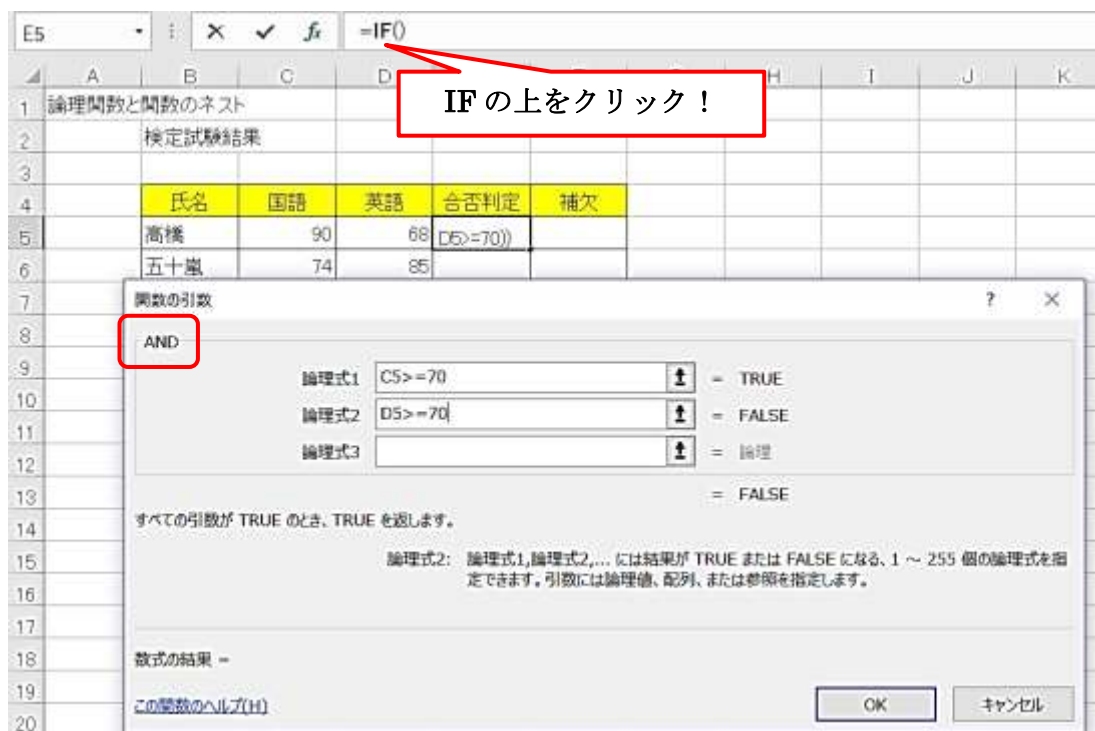 E5 fx =IF()
IF の上をクリック！
A B C D H I J K
1 論理関数と関数のネスト
2 検定試験結果
3
4 氏名 国語 英語 合否判定 補欠
5 高橋 90 68 D5>=70))
6 五十嵐 74 85
7 関数の引数 ? ×
8 AND
9 論理式1 C5>=70 = TRUE
10 論理式2 D5>=70 = FALSE
11
12 論理式3 = 論理
13 = FALSE
14 すべての引数が TRUE のとき、TRUE を返します。
15 論理式2: 論理式1,論理式2,... には結果が TRUE または FALSE になる、1 ～ 255 個の論理式を指
16 定できます。引数には論理値、配列、または参照を指定します。
17
18 数式の結果 =
19 この関数のヘルプ(H) OK キャンセル
20